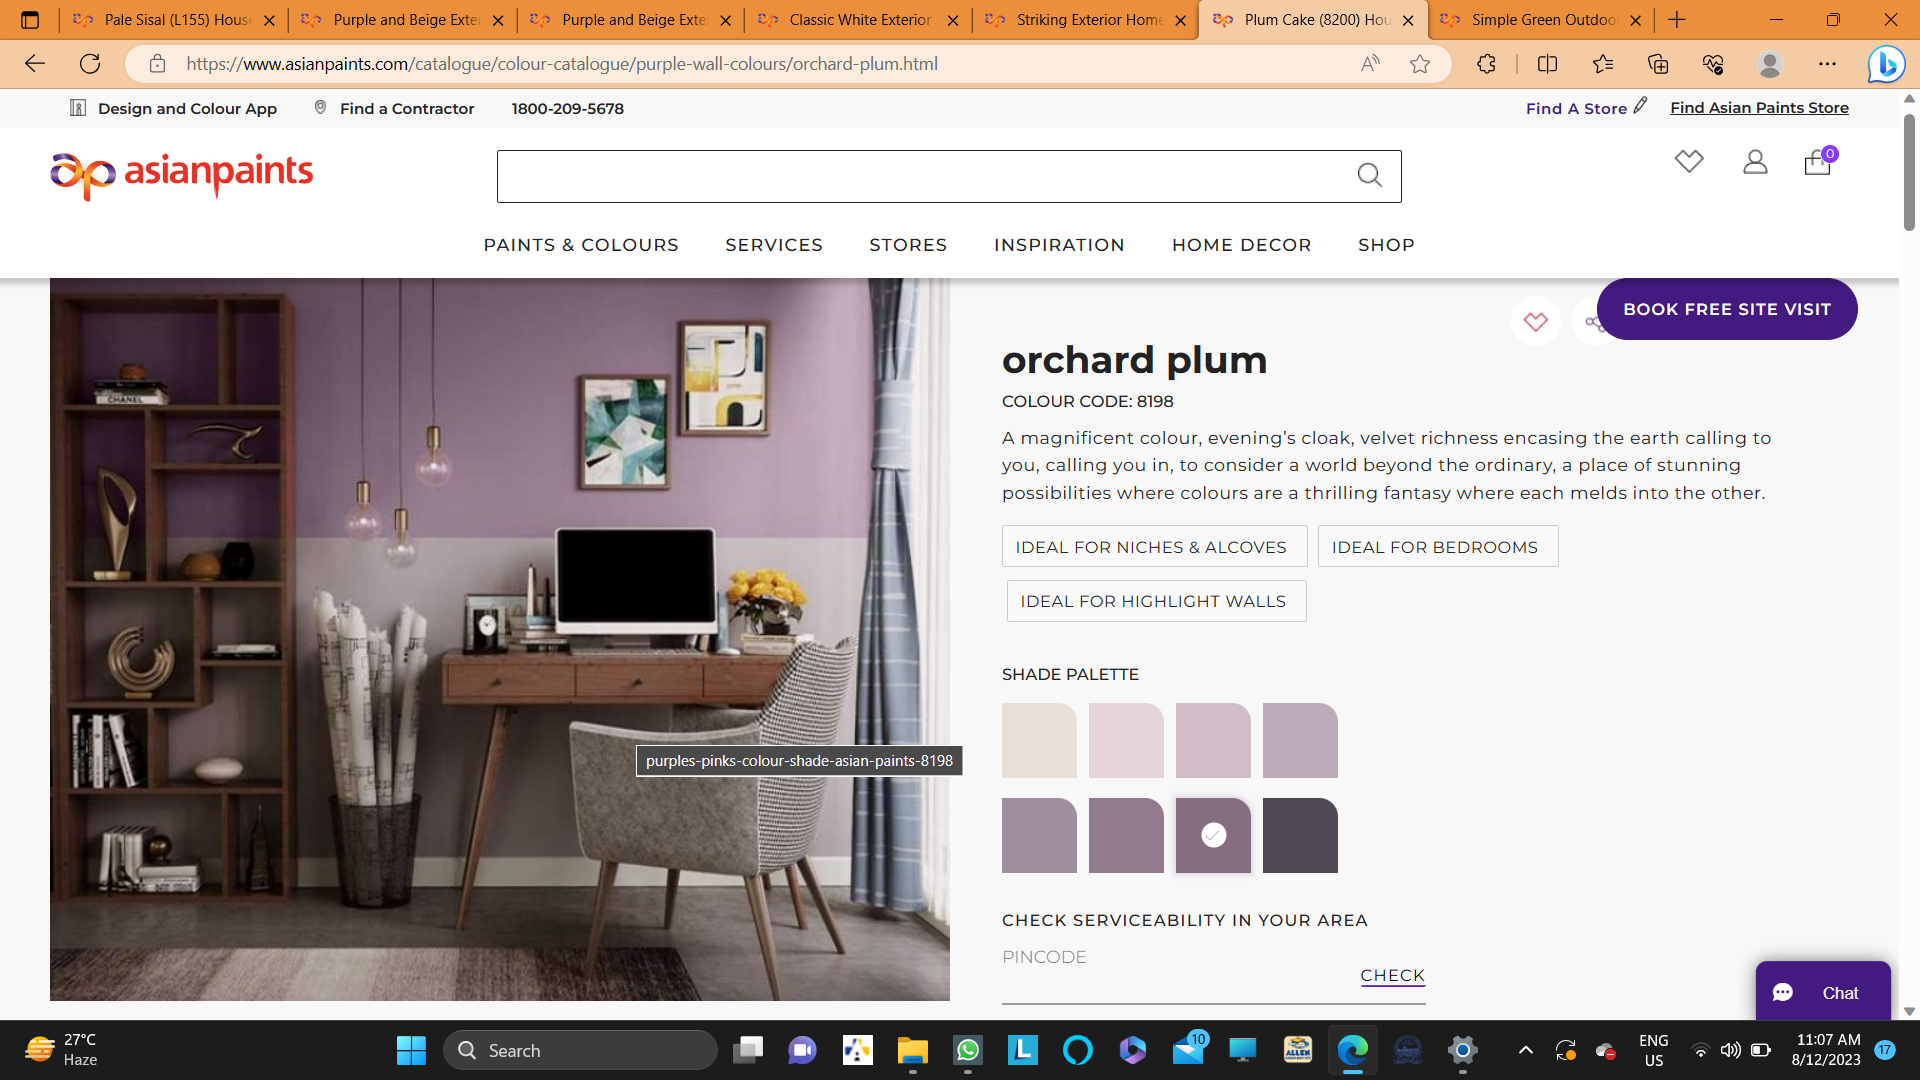 Pale Sisal (L155) House
Purple and Beige Exter
Purple and Beige Exte
Classic White Exterior
Striking Exterior Home
Plum Cake (8200) Hou
Simple Green Outdoo
https://www.asianpaints.com/catalogue/colour-catalogue/purple-wall-colours/orchard-plum.html
Design and Colour App
Find a Contractor
1800-209-5678
Find A Store
Find Asian Paints Store
asianpaints
0
PAINTS & COLOURS
SERVICES
STORES
INSPIRATION
HOME DECOR
SHOP
BOOK FREE SITE VISIT
CHANEL
orchard plum
COLOUR CODE: 8198
A magnificent colour, evening's cloak, velvet richness encasing the earth calling to
you, calling you in, to consider a world beyond the ordinary, a place of stunning
possibilities where colours are a thrilling fantasy where each melds into the other.
IDEAL FOR NICHES & ALCOVES
IDEAL FOR BEDROOMS
IDEAL FOR HIGHLIGHT WALLS
SHADE PALETTE
purples-pinks-colour-shade-asian-paints-8198
CHECK SERVICEABILITY IN YOUR AREA
PINCODE
CHECK
Chat
27°C
Haze
Search
L
10
ALLEN
ENG
US
11:07 AM
8/12/2023
17